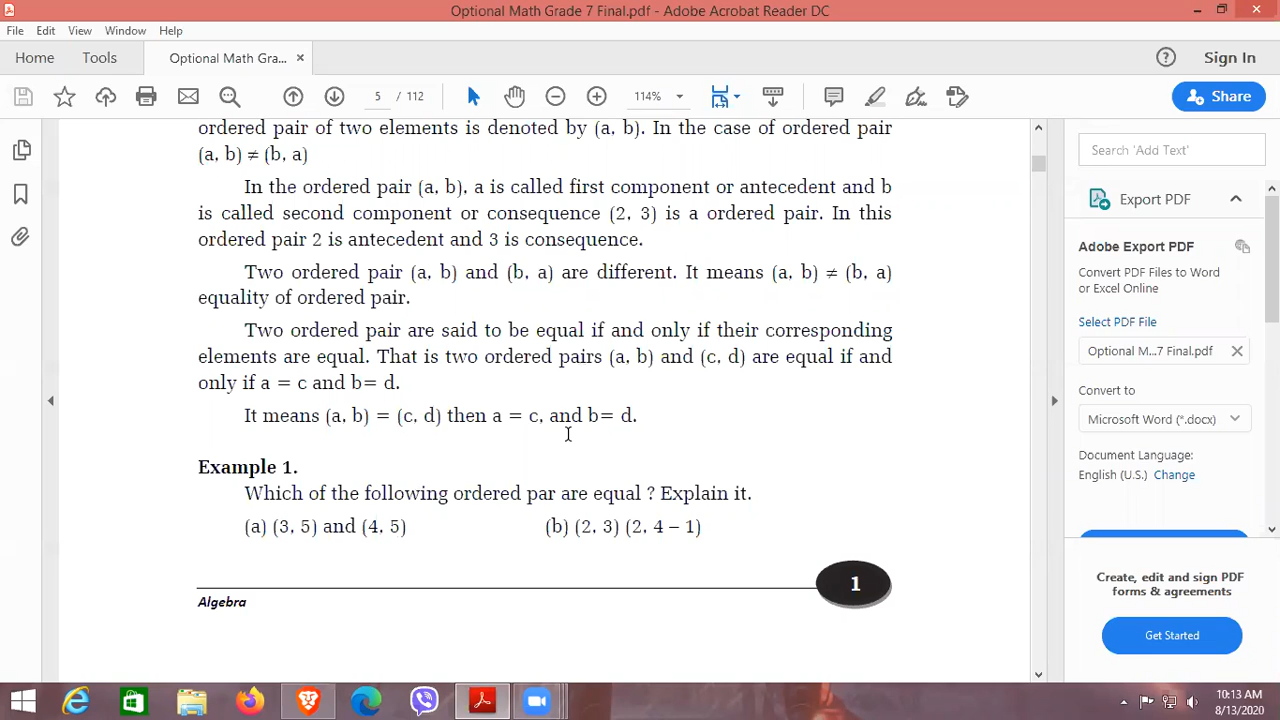 Optional Math Grade 7 Final.pdf - Adobe Acrobat Reader DC
File Edit View Window Help
Home Tools Optional Math Gra... × Sign In
5 / 112 114% Share
ordered pair of two elements is denoted by (a, b). In the case of ordered pair
(a, b) ≠ (b, a)
In the ordered pair (a, b), a is called first component or antecedent and b
is called second component or consequence (2, 3) is a ordered pair. In this
ordered pair 2 is antecedent and 3 is consequence.
Two ordered pair (a, b) and (b, a) are different. It means (a, b) ≠ (b, a)
equality of ordered pair.
Two ordered pair are said to be equal if and only if their corresponding
elements are equal. That is two ordered pairs (a, b) and (c, d) are equal if and
only if a = c and b= d.
It means (a, b) = (c, d) then a = c, and b= d.
Example 1.
Which of the following ordered par are equal ? Explain it.
(a) (3, 5) and (4, 5) (b) (2, 3) (2, 4 – 1)
1
Algebra
Search 'Add Text'
Export PDF
Adobe Export PDF
Convert PDF Files to Word
or Excel Online
Select PDF File
Optional M...7 Final.pdf ×
Convert to
Microsoft Word (*.docx)
Document Language:
English (U.S.) Change
Create, edit and sign PDF
forms & agreements
Get Started
10:13 AM
8/13/2020